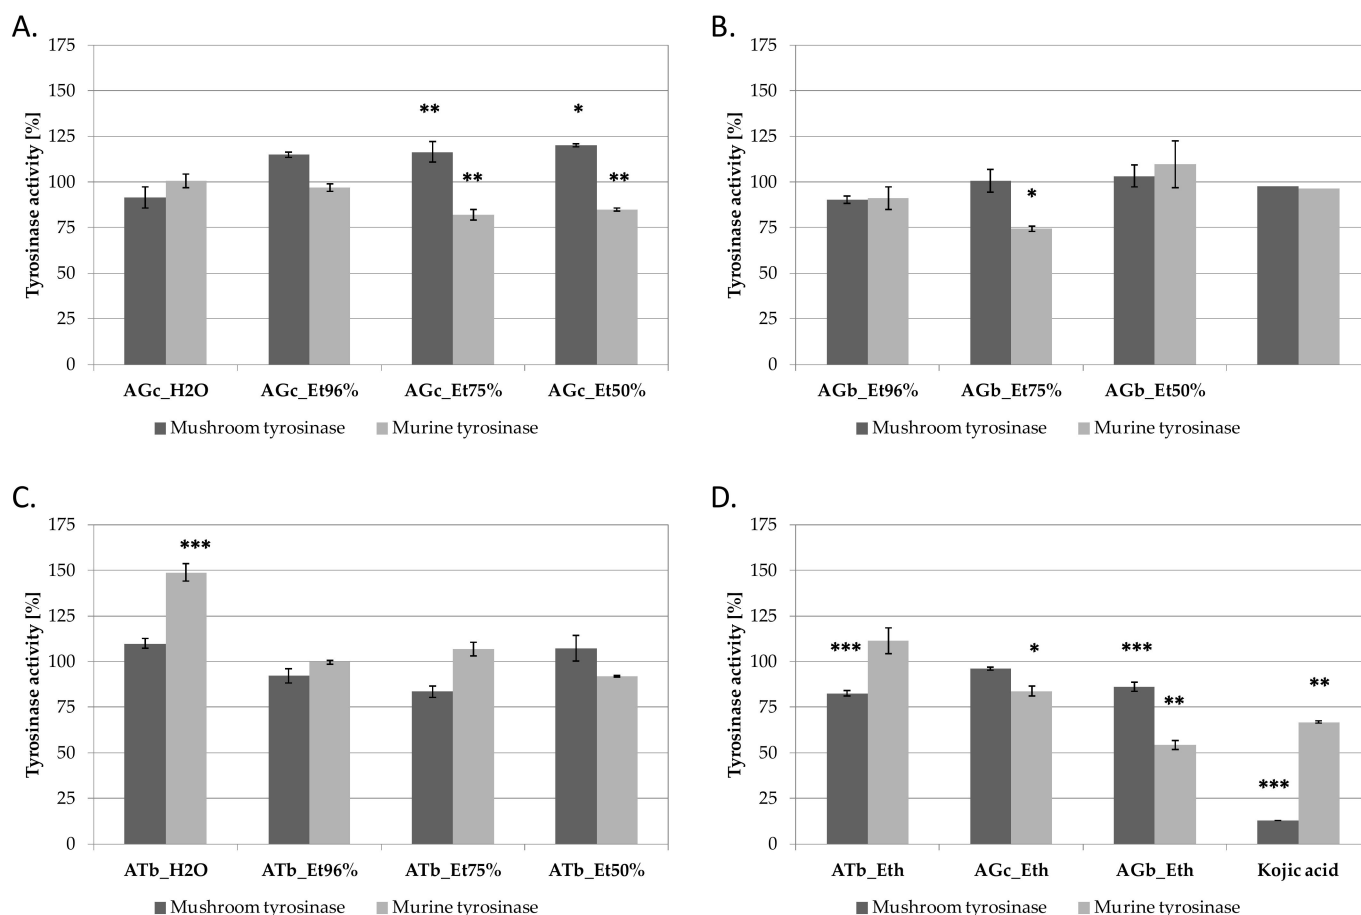 A.
Tyrosinase activity [%]
175
150
125
100
75
50
25
0
** *
** **
AGc_H2O AGc_Et96% AGc_Et75% AGc_Et50%
Mushroom tyrosinase Murine tyrosinase
B.
Tyrosinase activity [%]
175
150
125
100
75
50
25
0
*
AGb_Et96% AGb_Et75% AGb_Et50%
Mushroom tyrosinase Murine tyrosinase
C.
Tyrosinase activity [%]
175
150
125
100
75
50
25
0
***
ATb_H2O ATb_Et96% ATb_Et75% ATb_Et50%
Mushroom tyrosinase Murine tyrosinase
D.
Tyrosinase activity [%]
175
150
125
100
75
50
25
0
*** * ***
** **
***
ATb_Eth AGc_Eth AGb_Eth Kojic acid
Mushroom tyrosinase Murine tyrosinase